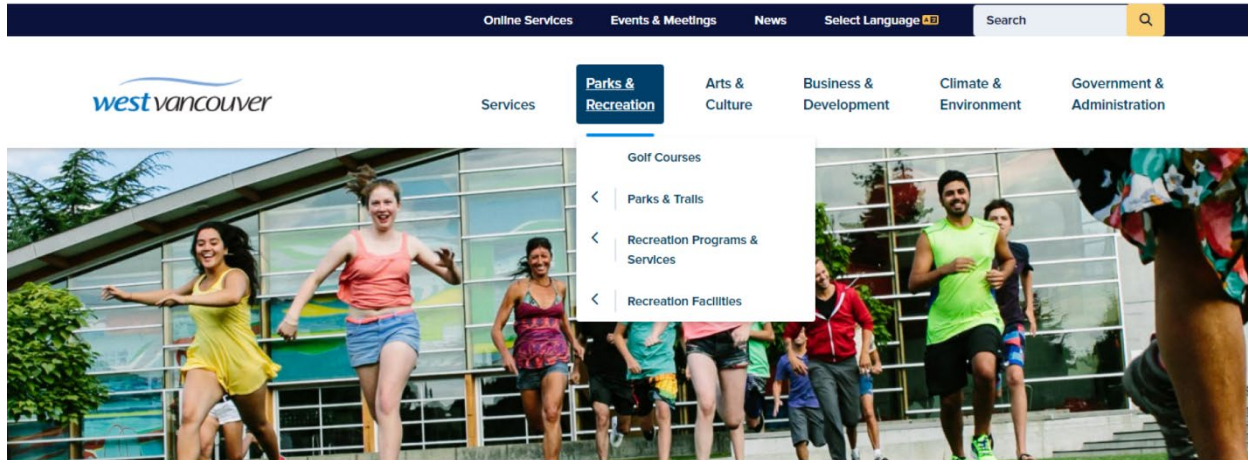 Online Services Events & Meetings News Select Language Search
west vancouver
Services Parks & Recreation Arts & Culture Business & Development Climate & Environment Government & Administration
Golf Courses
Parks & Trails
Recreation Programs &
Services
Recreation Facilities